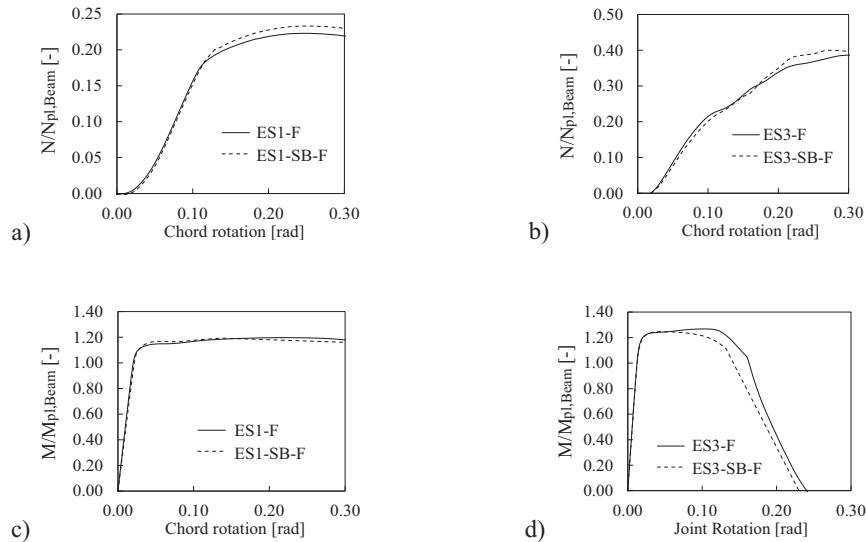 0.25
0.20
0.15
0.10
0.05
0.00
N/Npl,Beam [-]
ES1-F
ES1-SB-F
0.00 0.10 0.20 0.30
Chord rotation [rad]
a)
0.50
0.40
0.30
0.20
0.10
0.00
N/Npl,Beam [-]
ES3-F
ES3-SB-F
0.00 0.10 0.20 0.30
Chord rotation [rad]
b)
1.40
1.20
1.00
0.80
0.60
0.40
0.20
0.00
M/Mpl,Beam [-]
ES1-F
ES1-SB-F
0.00 0.10 0.20 0.30
Chord rotation [rad]
c)
1.40
1.20
1.00
0.80
0.60
0.40
0.20
0.00
M/Mpl,Beam [-]
ES3-F
ES3-SB-F
0.00 0.10 0.20 0.30
Joint Rotation [rad]
d)